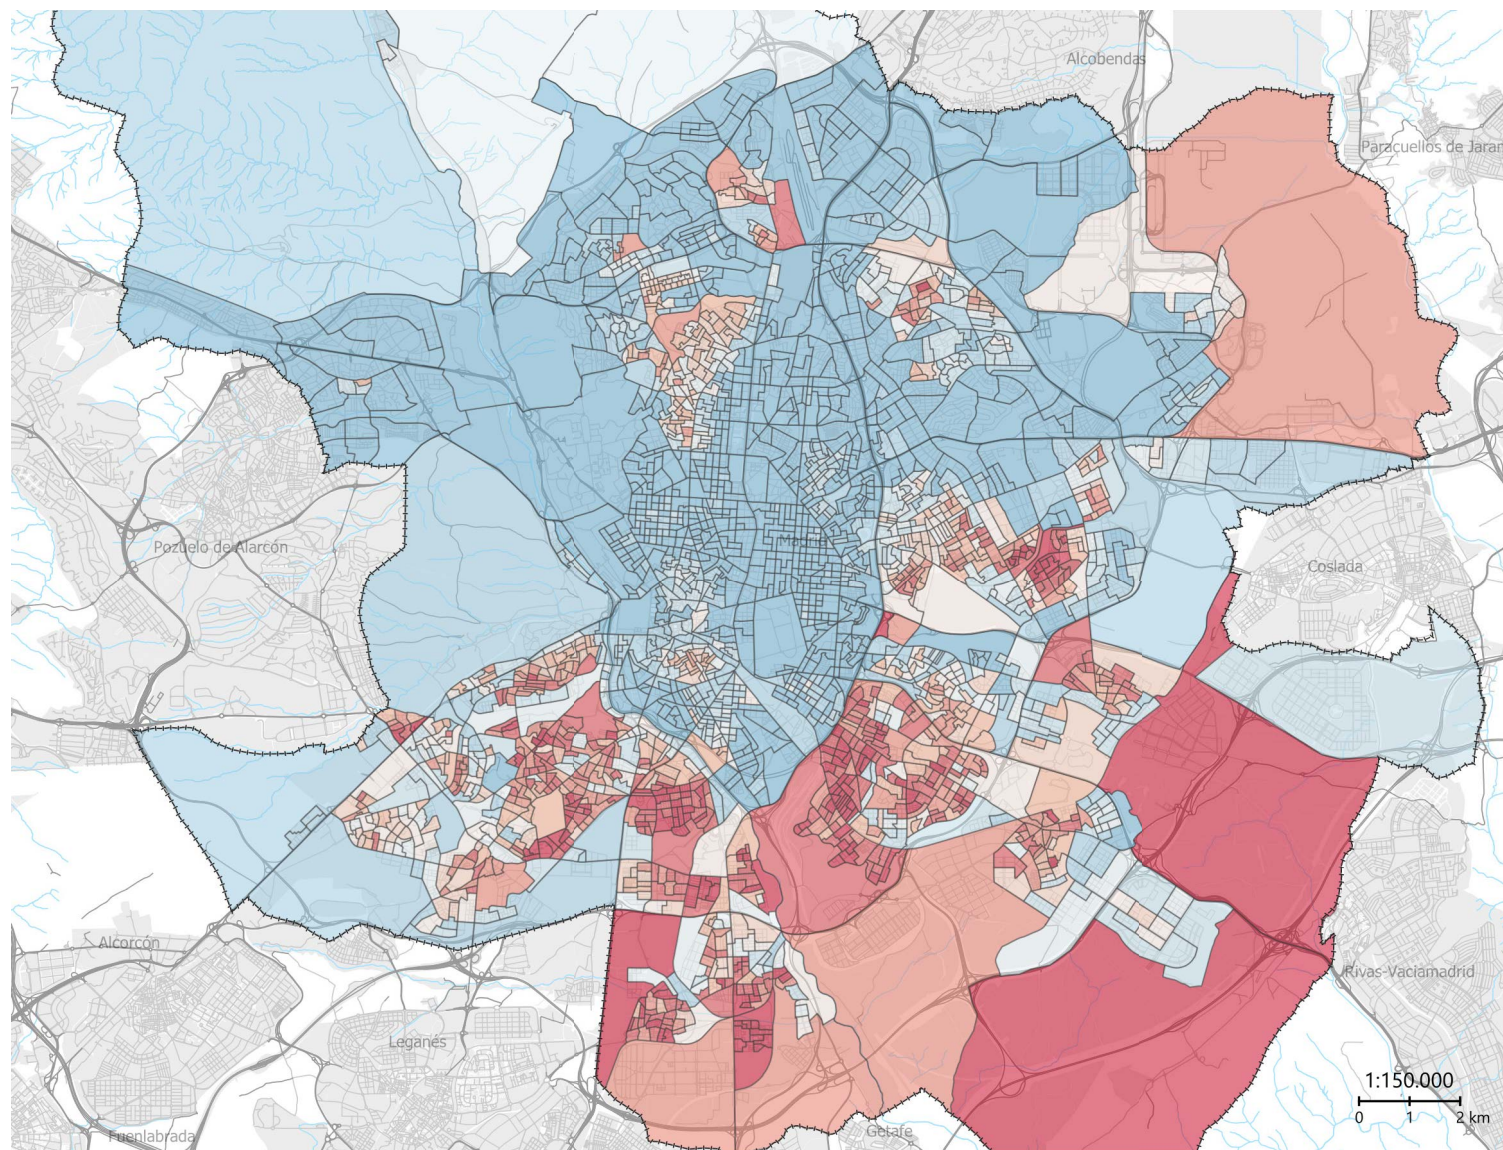 Alcobendas
Paracuellos de Jarar
Madrid
Pozuelo de Alarcón
Coslada
Alcorcón
Rivas-Vaciamadrid
Leganés
1:150.000
0 1 2 km
Fuenlabrada
Getafe